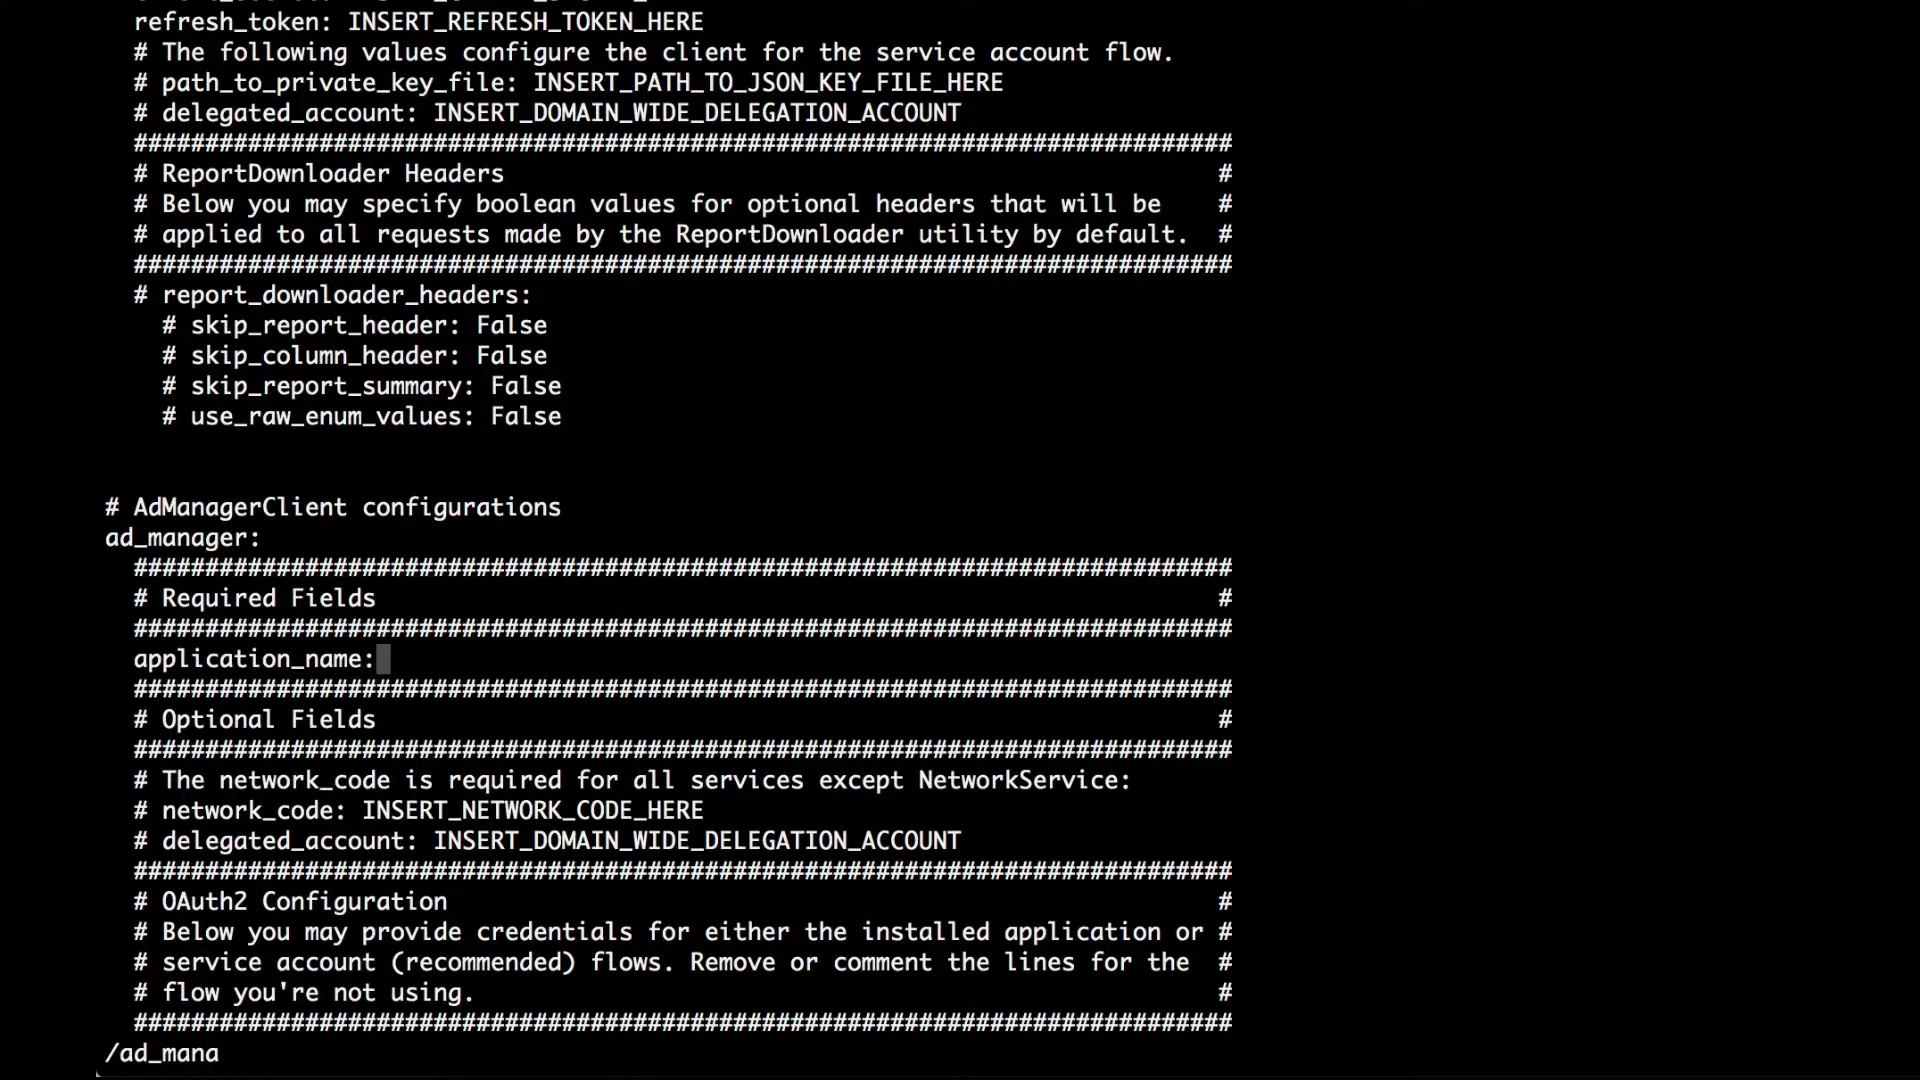 refresh_token: INSERT_REFRESH_TOKEN_HERE
# The following values configure the client for the service account flow.
# path_to_private_key_file: INSERT_PATH_TO_JSON_KEY_FILE_HERE
# delegated_account: INSERT_DOMAIN_WIDE_DELEGATION_ACCOUNT
#############################################################################
# ReportDownloader Headers #
# Below you may specify boolean values for optional headers that will be #
# applied to all requests made by the ReportDownloader utility by default. #
#############################################################################
# report_downloader_headers:
# skip_report_header: False
# skip_column_header: False
# skip_report_summary: False
# use_raw_enum_values: False
# AdManagerClient configurations
ad_manager:
#############################################################################
# Required Fields #
#############################################################################
application_name:
#############################################################################
# Optional Fields #
#############################################################################
# The network_code is required for all services except NetworkService:
# network_code: INSERT_NETWORK_CODE_HERE
# delegated_account: INSERT_DOMAIN_WIDE_DELEGATION_ACCOUNT
#############################################################################
# OAuth2 Configuration #
# Below you may provide credentials for either the installed application or #
# service account (recommended) flows. Remove or comment the lines for the #
# flow you're not using. #
#############################################################################
/ad_mana